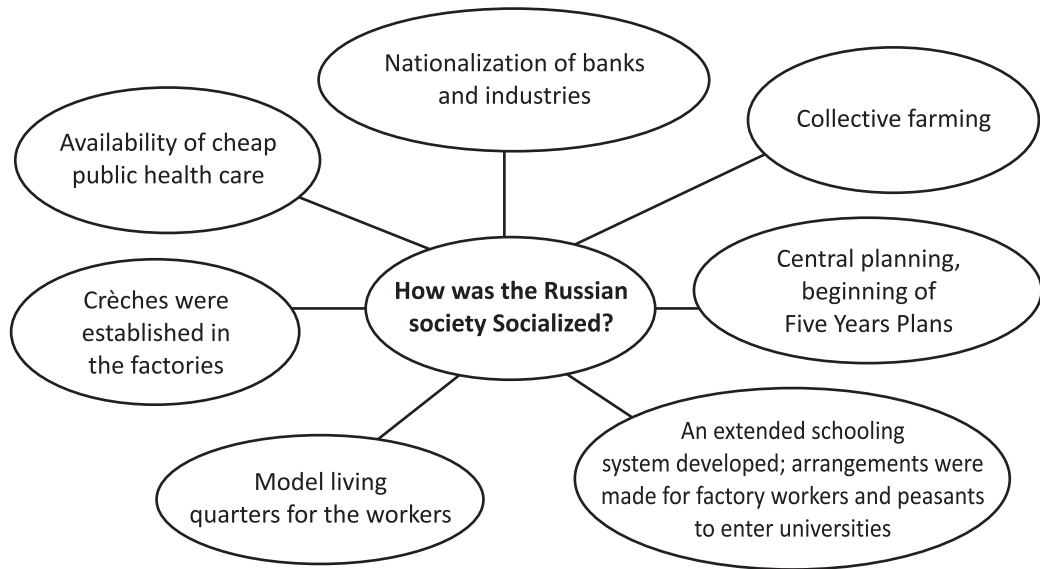 Nationalization of banks
and industries
Collective farming
Availability of cheap
public health care
How was the Russian
society Socialized?
Central planning,
beginning of
Five Years Plans
Crèches were
established in
the factories
Model living
quarters for the workers
An extended schooling
system developed; arrangements were
made for factory workers and peasants
to enter universities